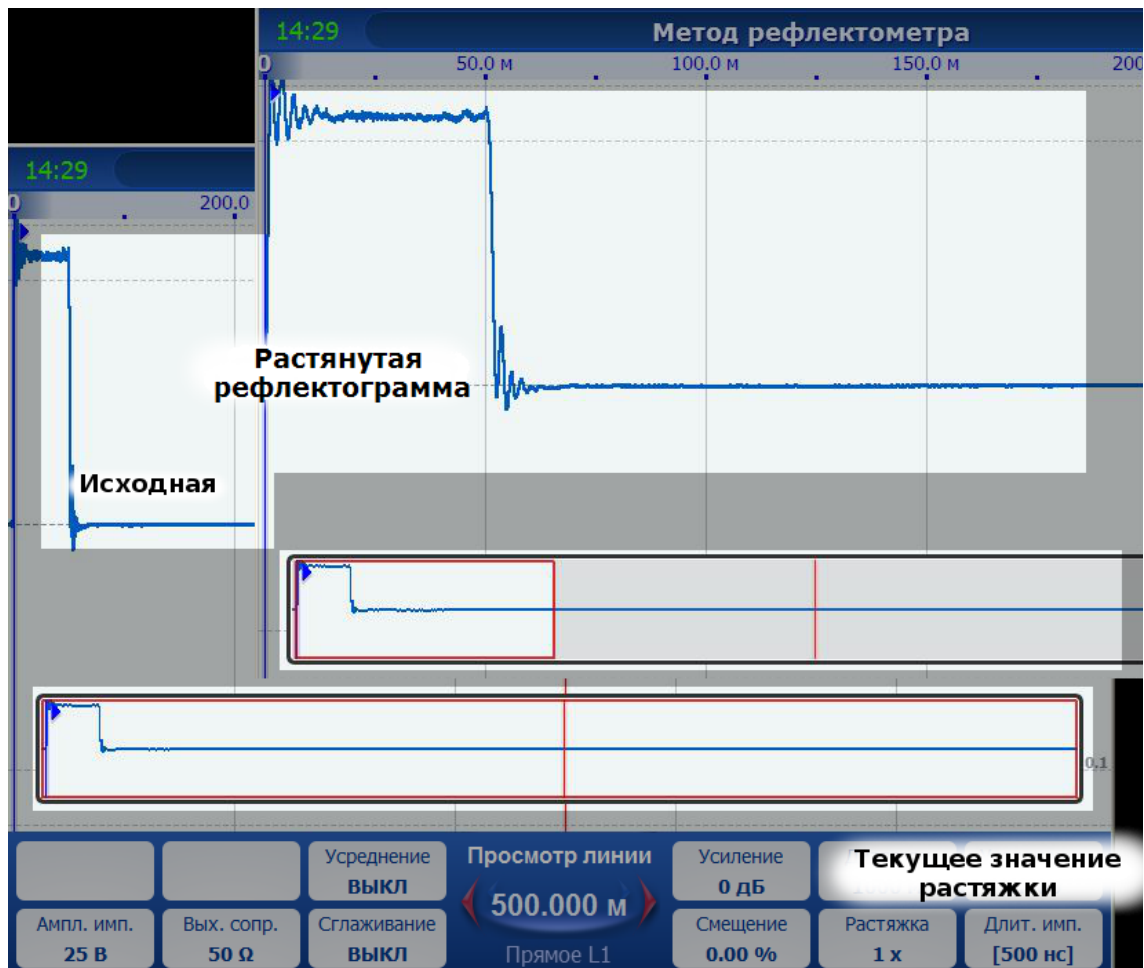 14:29
Метод рефлектометра
0
50.0 м
100.0 м
150.0 м
200
14:29
0
200.0
Растянутая
рефлектограмма
Исходная
0.1
Усреднение
ВЫКЛ
Просмотр линии
500.000 м
Прямое L1
Усиление
0 дБ
Текущее значение
растяжки
Ампл. имп.
25 В
Вых. сопр.
50 Ω
Сглаживание
ВЫКЛ
Смещение
0.00 %
Растяжка
1 x
Длит. имп.
[500 нс]